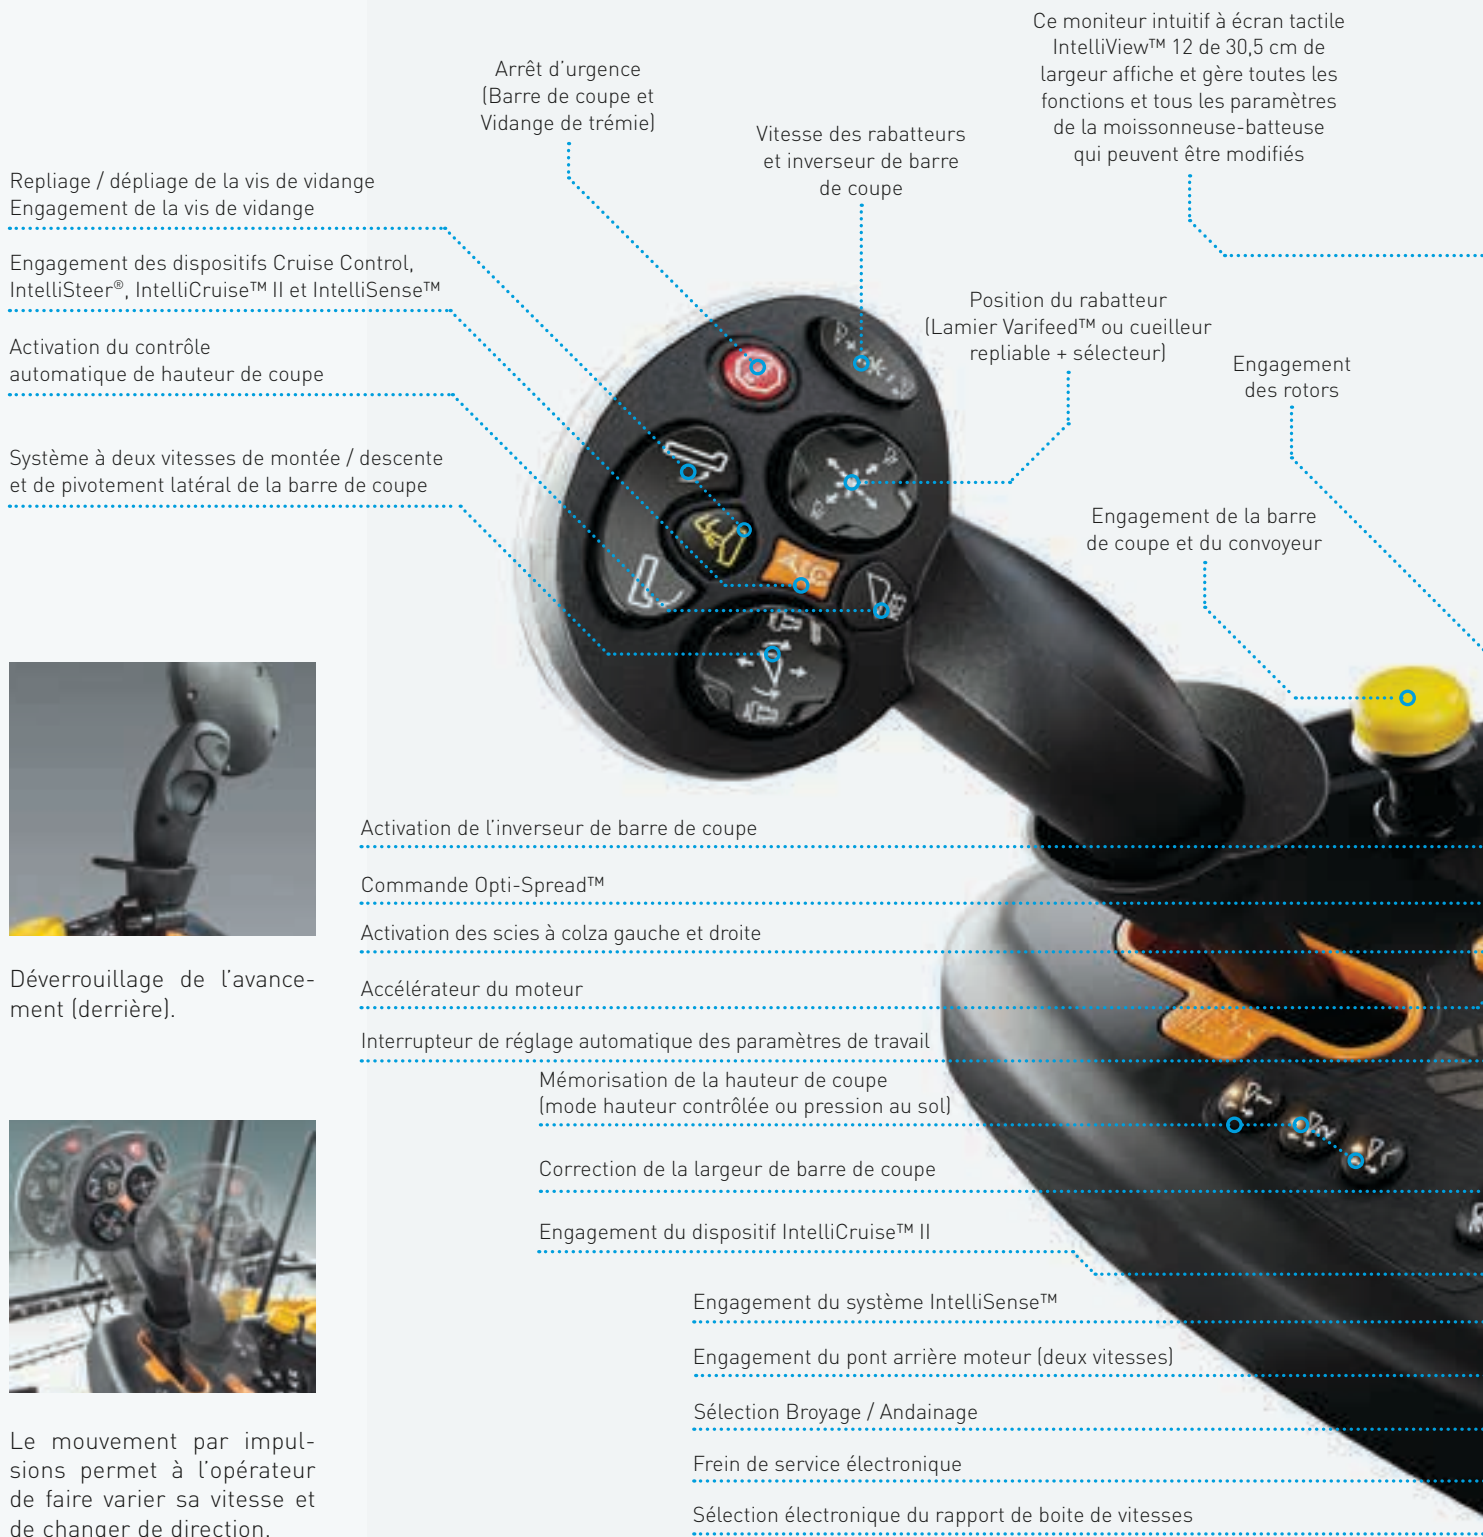 Ce moniteur intuitif à écran tactile
IntelliView™ 12 de 30,5 cm de
largeur affiche et gère toutes les
fonctions et tous les paramètres
de la moissonneuse-batteuse
qui peuvent être modifiés
Arrêt d’urgence
(Barre de coupe et
Vidange de trémie)
Vitesse des rabatteurs
et inverseur de barre
de coupe
Repliage / dépliage de la vis de vidange
Engagement de la vis de vidange
Engagement des dispositifs Cruise Control,
IntelliSteer®, IntelliCruise™ II et IntelliSense™
Position du rabatteur
(Lamier Varifeed™ ou cueilleur
repliable + sélecteur)
Activation du contrôle
automatique de hauteur de coupe
Engagement
des rotors
Système à deux vitesses de montée / descente
et de pivotement latéral de la barre de coupe
Engagement de la barre
de coupe et du convoyeur
Activation de l’inverseur de barre de coupe
Commande Opti-Spread™
Activation des scies à colza gauche et droite
Déverrouillage de l’avance-
ment (derrière).
Accélérateur du moteur
Interrupteur de réglage automatique des paramètres de travail
Mémorisation de la hauteur de coupe
(mode hauteur contrôlée ou pression au sol)
Correction de la largeur de barre de coupe
Engagement du dispositif IntelliCruise™ II
Engagement du système IntelliSense™
Engagement du pont arrière moteur (deux vitesses)
Sélection Broyage / Andainage
Frein de service électronique
Sélection électronique du rapport de boite de vitesses
Le mouvement par impul-
sions permet à l’opérateur
de faire varier sa vitesse et
de changer de direction.